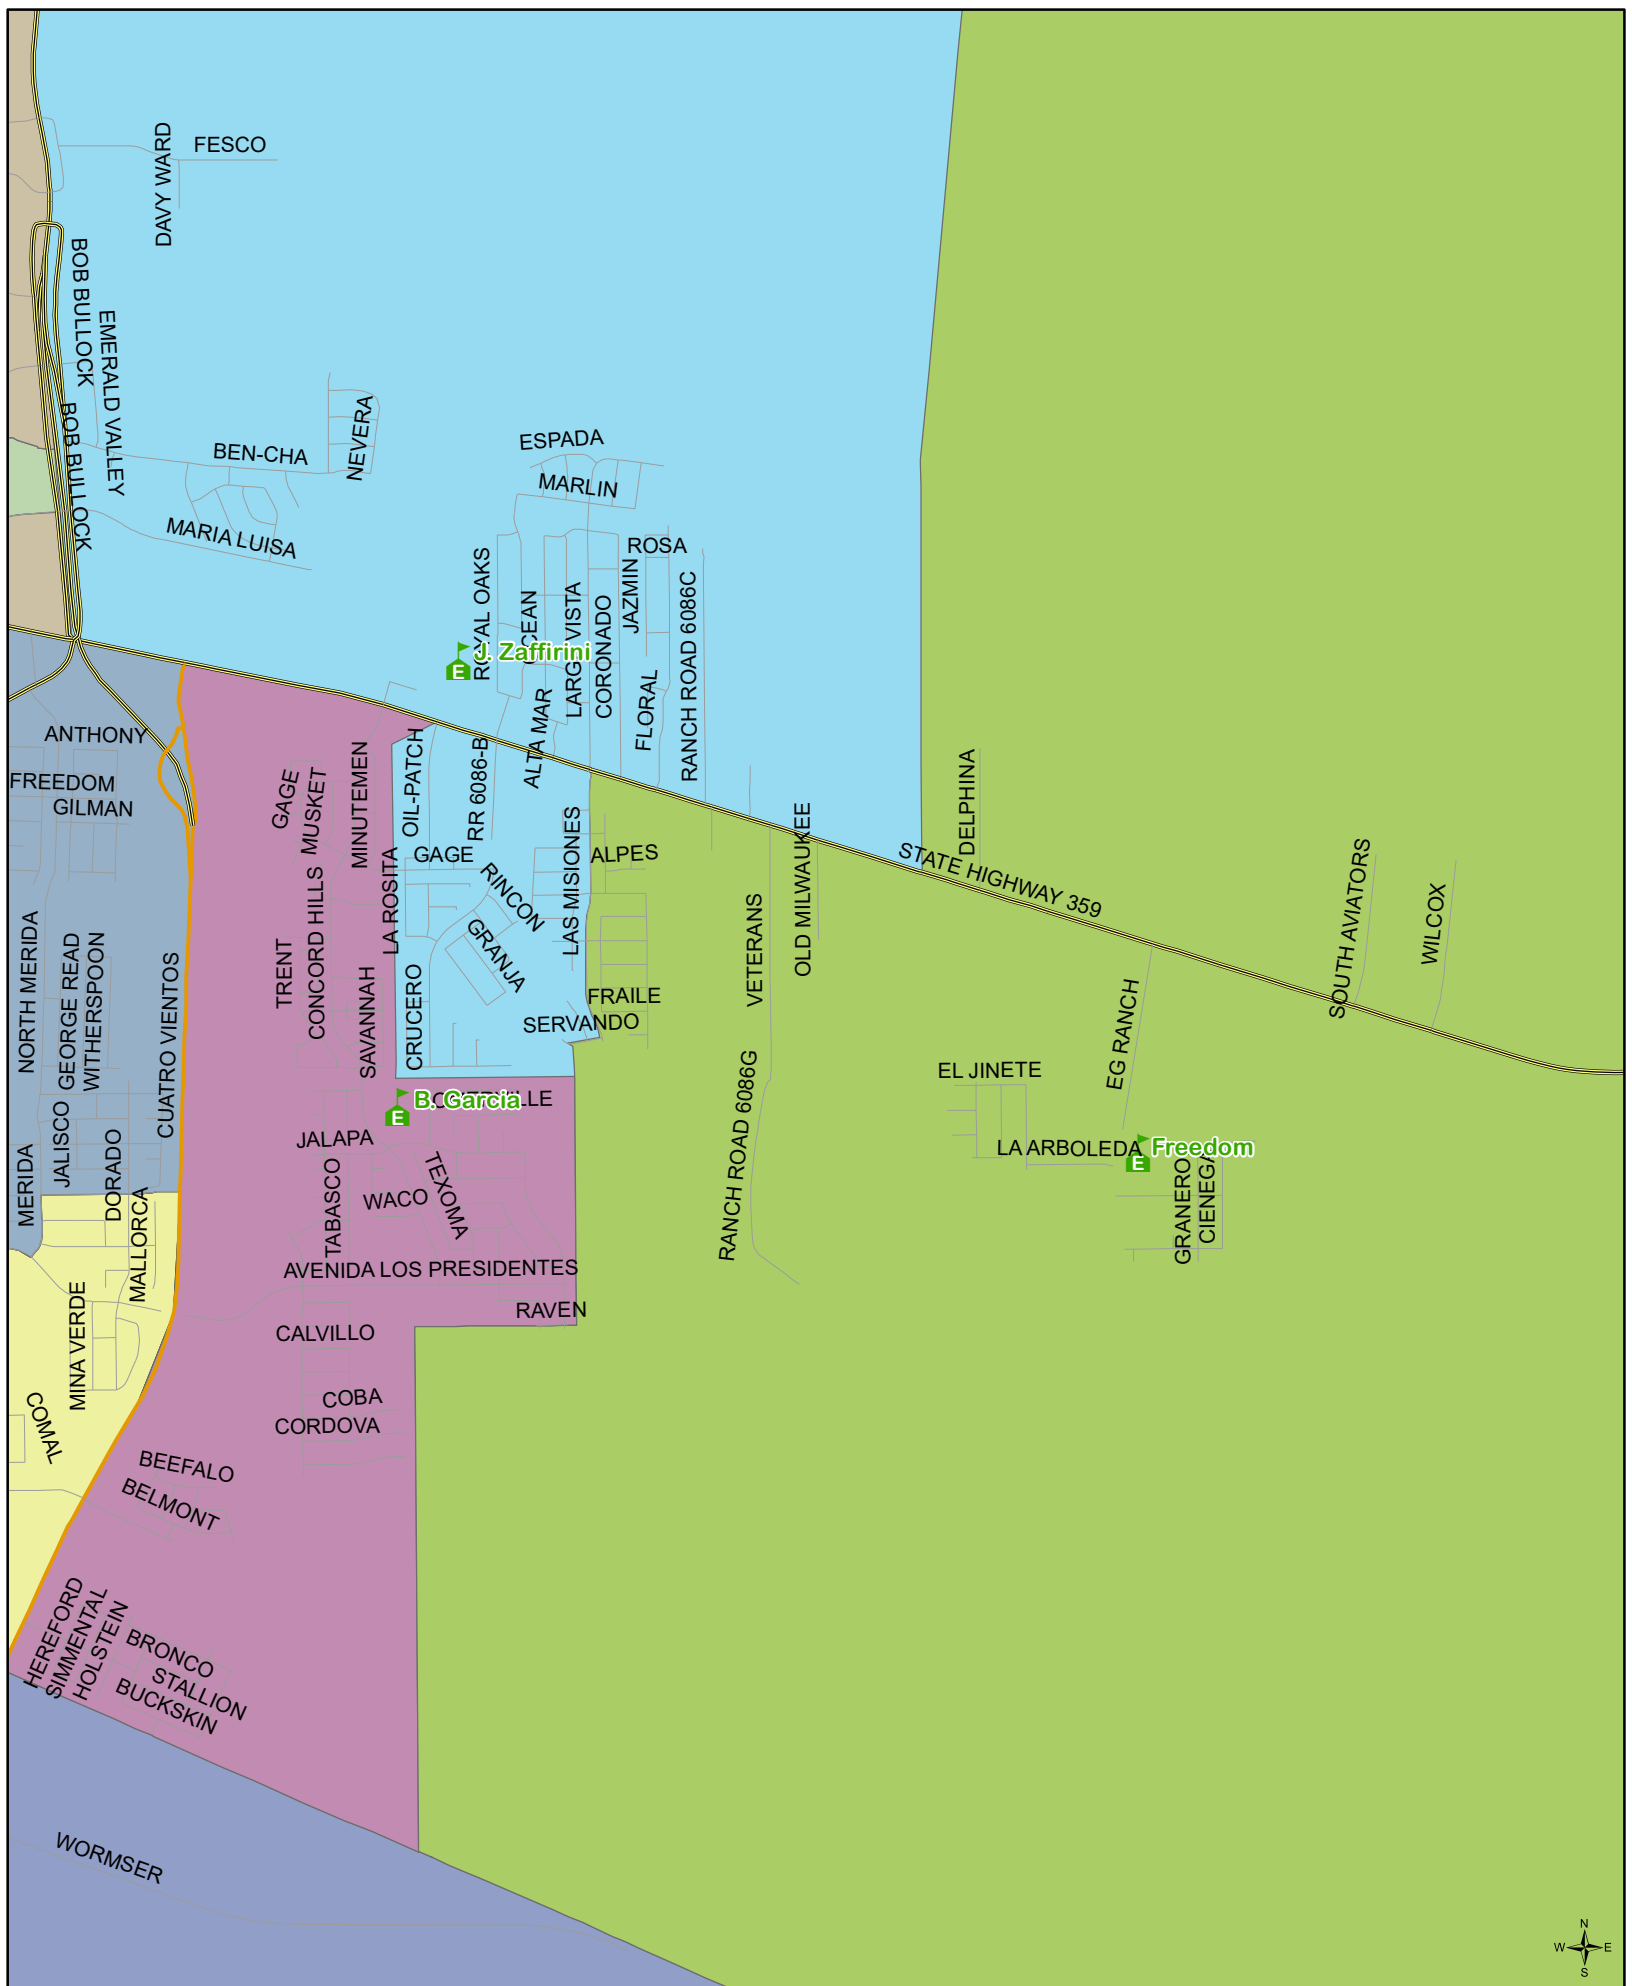 FESCO
DAVY WARD
BOB BULLOCK
EMERALD VALLEY
BOB BULLOCK
NEVERA
BEN-CHA
MARIA LUISA
ESPADA
MARLIN
ROSA
ROYAL OAKS
OCEAN
LARGA VISTA
CORONADO
JAZMIN
RANCH ROAD 6086C
J. Zaffirini
E
FLORAL
ALTA MAR
ANTHONY
FREEDOM
GILMAN
GAGE
MUSKET
MINUTEMEN
OIL-PATCH
RR 6086-B
DELPHINA
GAGE
RINCON
LAS MISIONES
ALPES
OLD MILWAUKEE
STATE HIGHWAY 359
SOUTH AVIATORS
WILCOX
LA ROSITA
GRANJA
VETERANS
CONCORD HILLS
TRENT
NORTH MERIDA
GEORGE READ
WITHERSPOON
CUATRO VIENTOS
SAVANNAH
CRUCERO
FRAILE
SERVANDO
EG RANCH
EL JINETE
B. Garcia
E
RANCH ROAD 6086G
JALAPA
JALISCO
DORADO
MERIDA
MALLORCA
TABASCO
WACO
TEXOMA
LA ARBOLEDA
Freedom
E
GRANERO
CIENEGA
AVENIDA LOS PRESIDENTES
RAVEN
CALVILLO
MINA VERDE
COBA
CORDOVA
COMAL
BEEFALO
BELMONT
HEREFORD
SIMMENTAL
HOLSTEIN
BRONCO
STALLION
BUCKSKIN
WORMSER
N
W
E
S